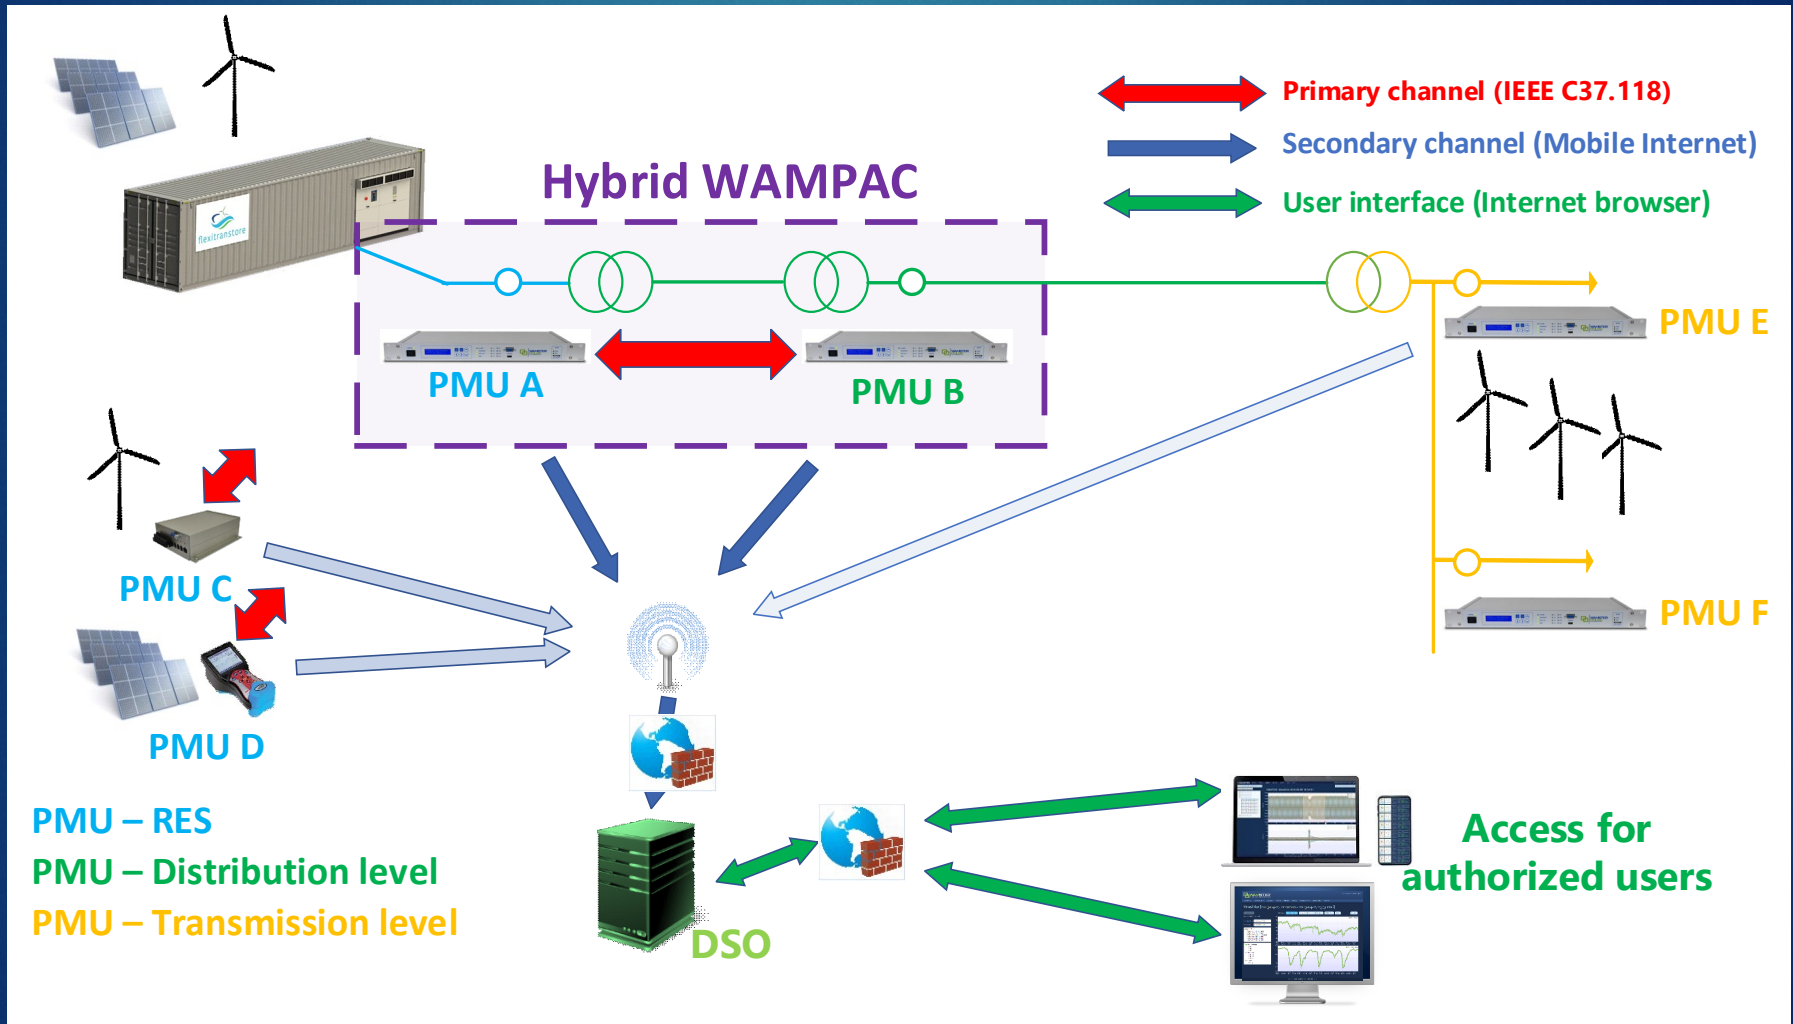 Primary channel (IEEE C37.118)
Secondary channel (Mobile Internet)
User interface (Internet browser)
Hybrid WAMPAC
flexitranstore
PMU A
PMU B
PMU E
PMU C
PMU F
PMU D
PMU – RES
PMU – Distribution level
PMU – Transmission level
DSO
Access for
authorized users